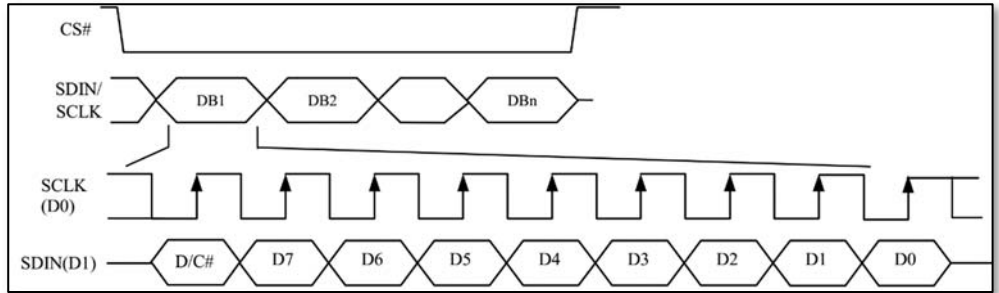 CS#
SDIN/
SCLK
DB1 DB2 DBn
SCLK
(D0)
SDIN(D1) D/C# D7 D6 D5 D4 D3 D2 D1 D0